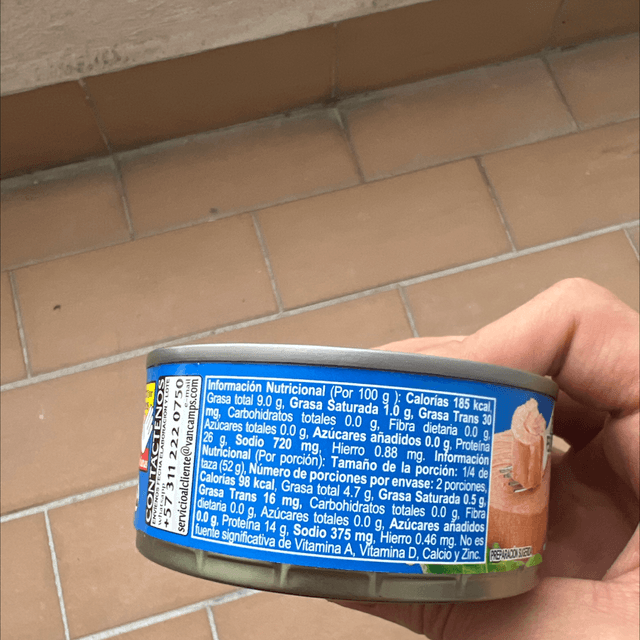 CONTÁCTENOS
+57 311 222 0750
e-mail:
servicioalcliente@vancamps.com
Información Nutricional (Por 100 g ): Calorías 185 kcal,
Grasa total 9.0 g, Grasa Saturada 1.0 g, Grasa Trans 30
mg, Carbohidratos totales 0.0 g, Fibra dietaria 0.0 g,
Azúcares totales 0.0 g, Azúcares añadidos 0.0 g, Proteína
26 g, Sodio 720 mg, Hierro 0.88 mg. Información
Nutricional (Por porción): Tamaño de la porción: 1/4 de
taza (52 g), Número de porciones por envase: 2 porciones,
Calorías 98 kcal, Grasa total 4.7 g, Grasa Saturada 0.5 g,
Grasa Trans 16 mg, Carbohidratos totales 0.0 g, Fibra
dietaria 0.0 g, Azúcares totales 0.0 g, Azúcares añadidos
0.0 g, Proteína 14 g, Sodio 375 mg, Hierro 0.46 mg. No es
fuente significativa de Vitamina A, Vitamina D, Calcio y Zinc.
PREPARACIÓN